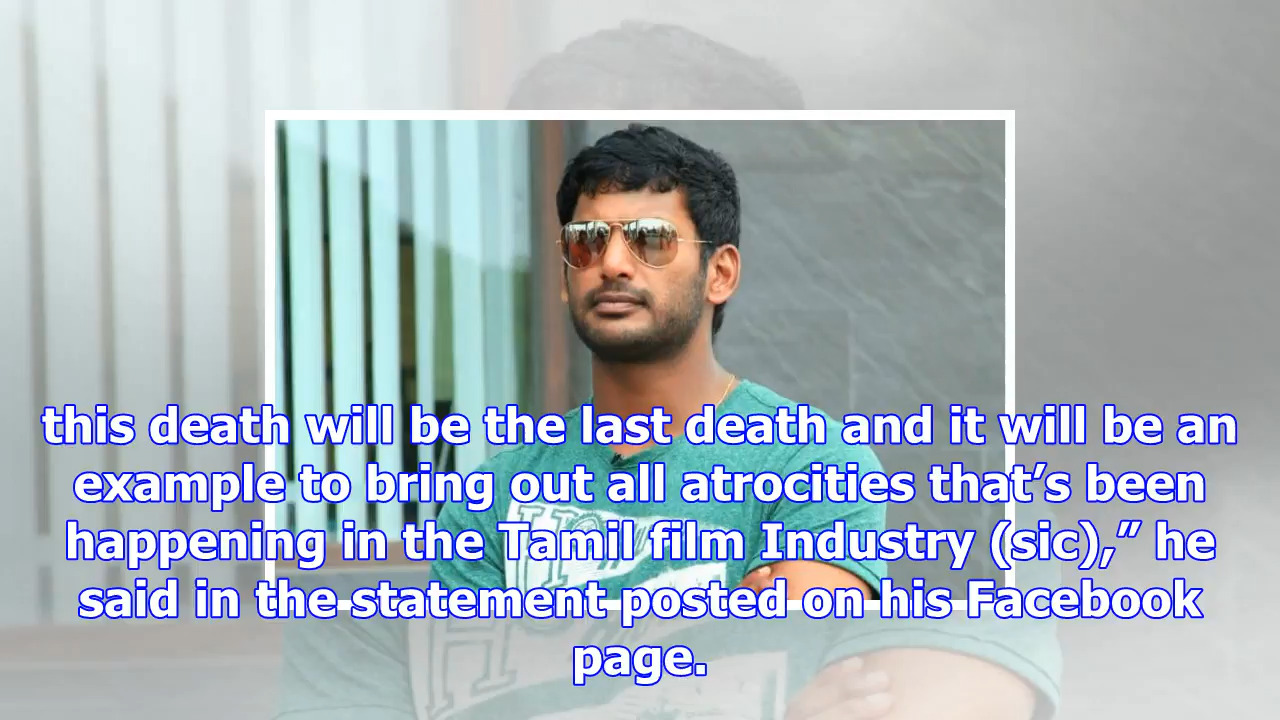 this death will be the last death and it will be an
example to bring out all atrocities that’s been
happening in the Tamil film Industry (sic),” he
said in the statement posted on his Facebook
page.